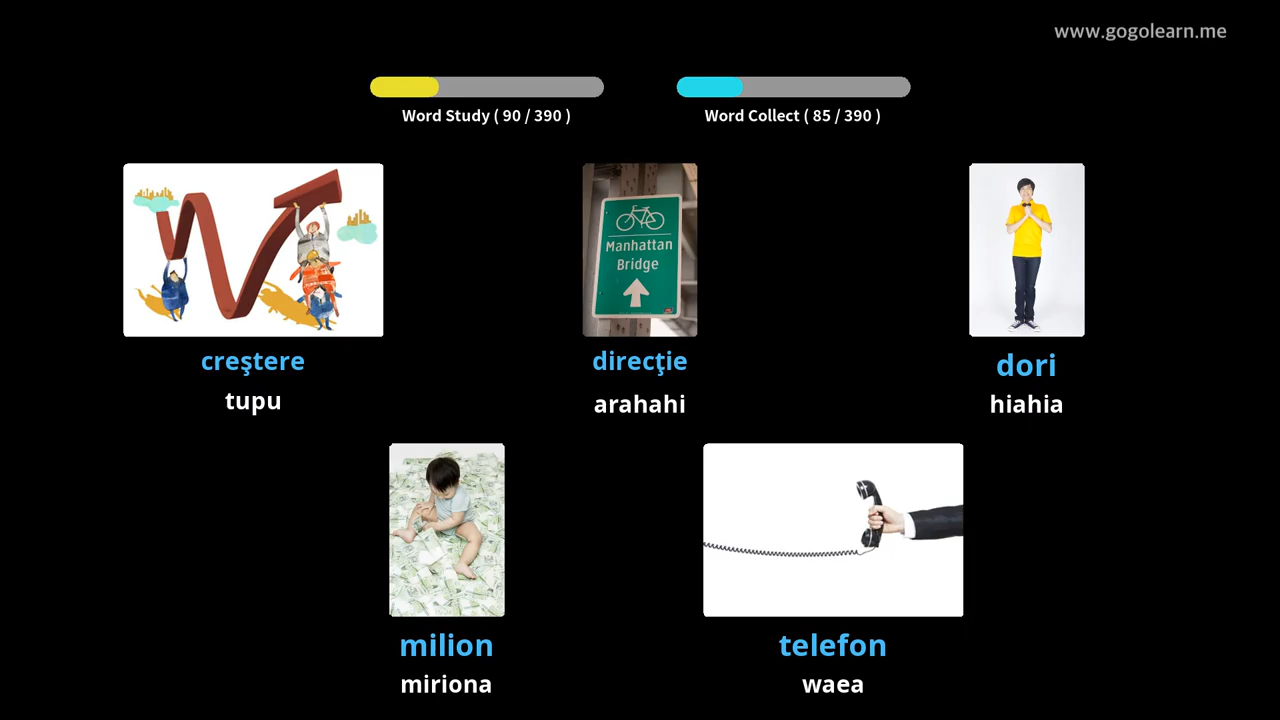 www.gogolearn.me
Word Study ( 90 / 390 )
Word Collect ( 85 / 390 )
Manhattan
Bridge
creştere
direcţie
dori
tupu
arahahi
hiahia
milion
telefon
miriona
waea